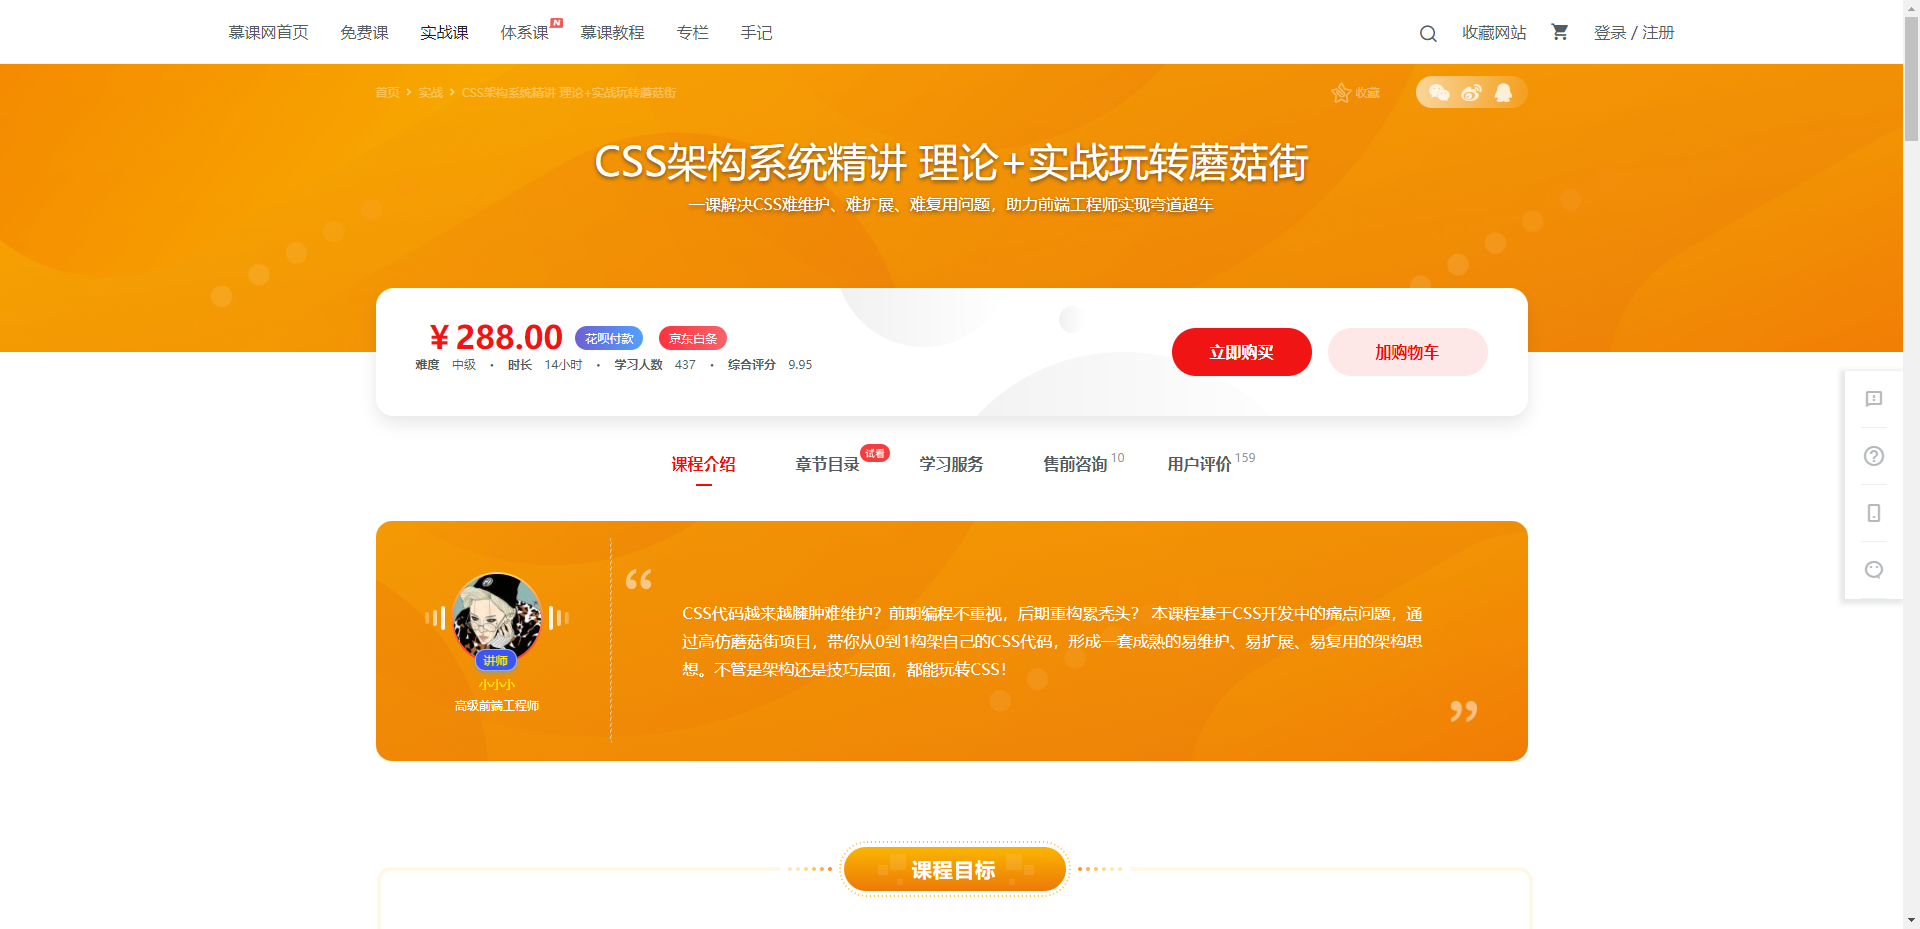 慕课网首页 免费课 实战课 体系课 N 慕课教程 专栏 手记 收藏网站 登录 / 注册
首页 > 实战 > CSS架构系统精讲 理论+实战玩转蘑菇街 收藏
CSS架构系统精讲 理论+实战玩转蘑菇街
一课解决CSS难维护、难扩展、难复用问题，助力前端工程师实现弯道超车
¥ 288.00 花呗付款 京东白条
难度 中级 · 时长 14小时 · 学习人数 437 · 综合评分 9.95
立即购买 加购物车
课程介绍 章节目录 试看 学习服务 售前咨询 10 用户评价 159
“
CSS代码越来越臃肿难维护？前期编程不重视，后期重构累秃头？ 本课程基于CSS开发中的痛点问题，通
过高仿蘑菇街项目，带你从0到1构架自己的CSS代码，形成一套成熟的易维护、易扩展、易复用的架构思
想。不管是架构还是技巧层面，都能玩转CSS！
”
讲师
小小小
高级前端工程师
课程目标